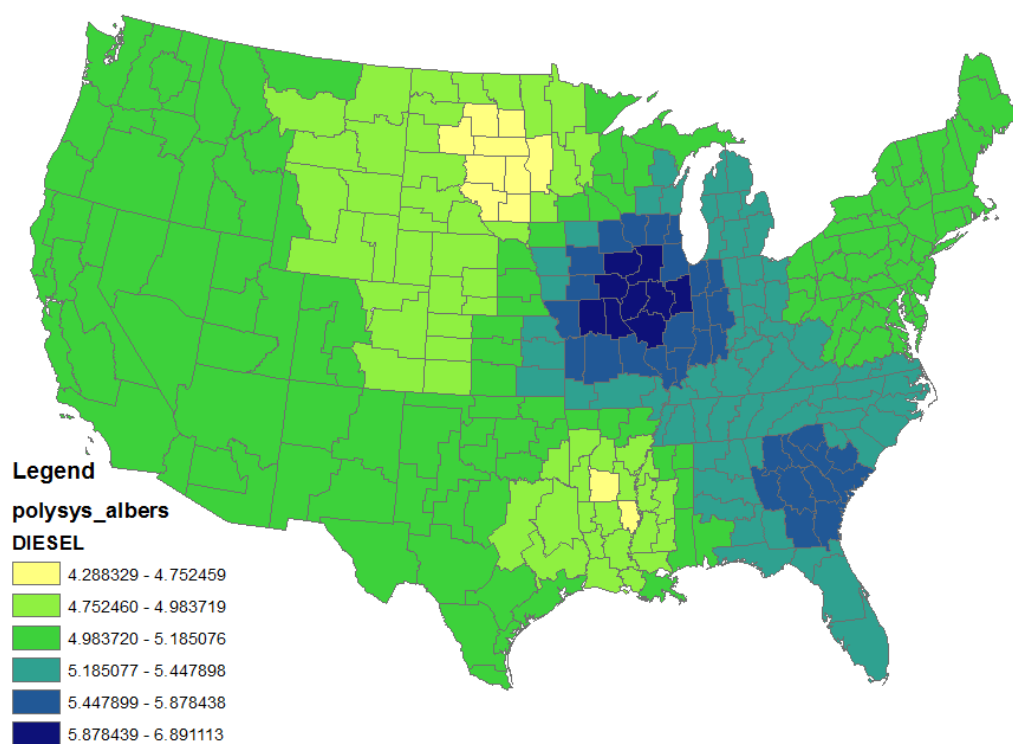 Legend
polysys_albers
DIESEL
4.288329 - 4.752459
4.752460 - 4.983719
4.983720 - 5.185076
5.185077 - 5.447898
5.447899 - 5.878438
5.878439 - 6.891113